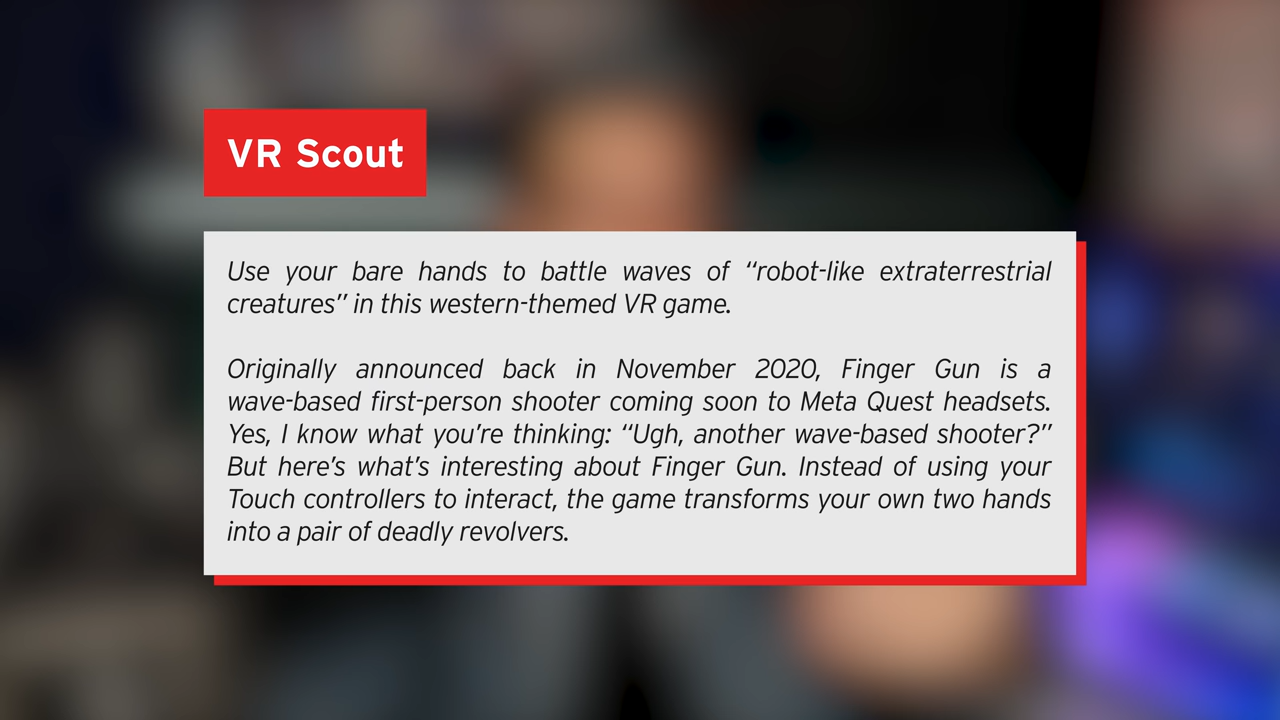 VR Scout
Use your bare hands to battle waves of “robot-like extraterrestrial
creatures” in this western-themed VR game.
Originally announced back in November 2020, Finger Gun is a
wave-based first-person shooter coming soon to Meta Quest headsets.
Yes, I know what you’re thinking: “Ugh, another wave-based shooter?”
But here’s what’s interesting about Finger Gun. Instead of using your
Touch controllers to interact, the game transforms your own two hands
into a pair of deadly revolvers.